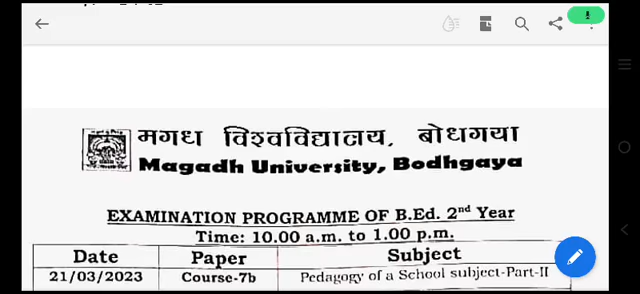 मगध विश्वविद्यालय, बोधगया
Magadh University, Bodhgaya
EXAMINATION PROGRAMME OF B.Ed. 2nd Year
Time: 10.00 a.m. to 1.00 p.m.
Date Paper Subject
21/03/2023 Course-7b Pedagogy of a School subject-Part-II